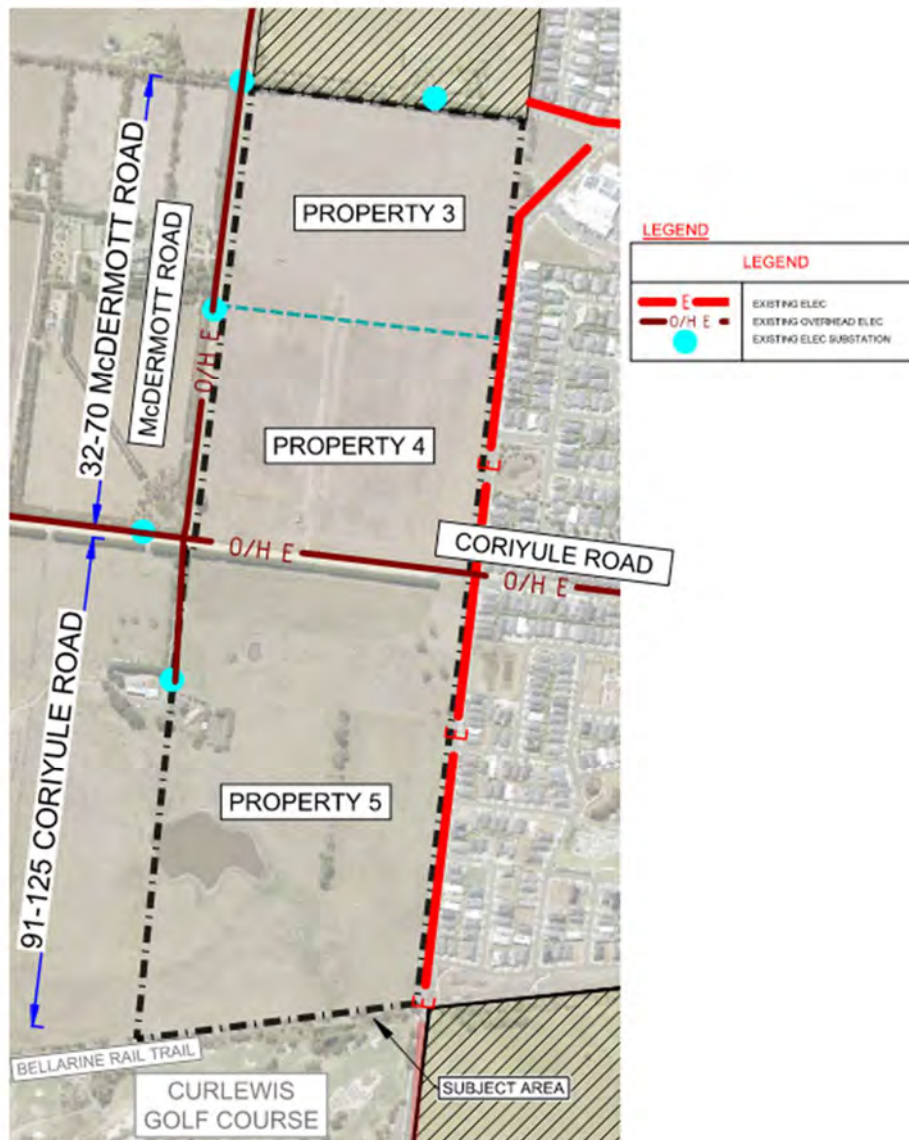 PROPERTY 3
32-70 McDERMOTT ROAD
McDERMOTT ROAD
LEGEND
LEGEND
E
EXISTING ELEC
O/H E
EXISTING OVERHEAD ELEC
EXISTING ELEC SUBSTATION
O/H E
PROPERTY 4
E
O/H E
CORIYULE ROAD
O/H E
91-125 CORIYULE ROAD
E
PROPERTY 5
E
BELLARINE RAIL TRAIL
CURLEWIS
GOLF COURSE
SUBJECT AREA